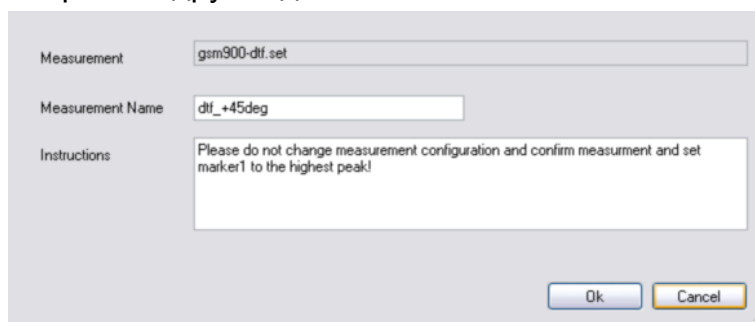 Measurement gsm900-dtf.set
Measurement Name dtf_+45deg
Instructions Please do not change measurement configuration and confirm measurment and set
marker1 to the highest peak!
Ok Cancel